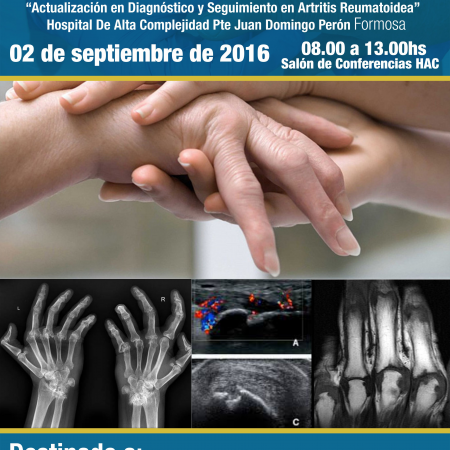 “Actualización en Diagnóstico y Seguimiento en Artritis Reumatoidea”
Hospital De Alta Complejidad Pte Juan Domingo Perón Formosa
02 de septiembre de 2016
08.00 a 13.00hs
Salón de Conferencias HAC
L
R
A
C
Destinado a: